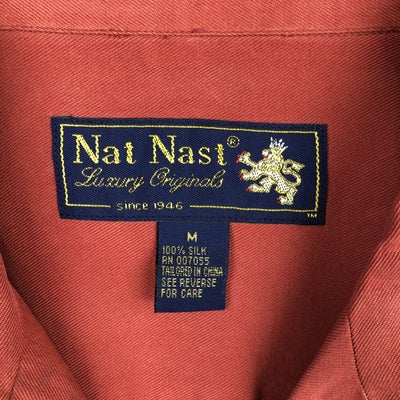 Nat Nast®
Luxury Originals
since 1946
™
M
100% SILK
RN 007055
TAILORED IN CHINA
SEE REVERSE
FOR CARE